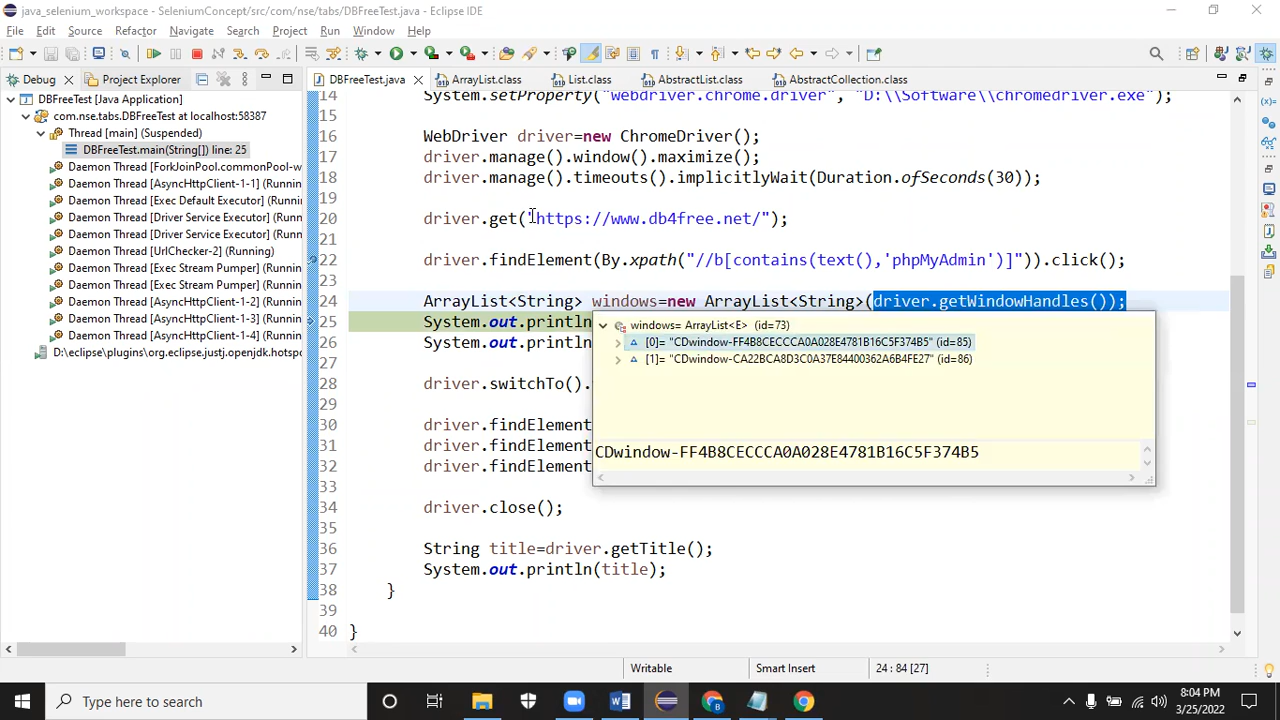 java_selenium_workspace - SeleniumConcept/src/com/nse/tabs/DBFreeTest.java - Eclipse IDE
File Edit Source Refactor Navigate Search Project Run Window Help
Debug Project Explorer DBFreeTest.java ArrayList.class List.class AbstractList.class AbstractCollection.class
DBFreeTest [Java Application]
com.nse.tabs.DBFreeTest at localhost:58387
Thread [main] (Suspended)
DBFreeTest.main(String[]) line: 25
Daemon Thread [ForkJoinPool.commonPool-w
Daemon Thread [AsyncHttpClient-1-1] (Runnin
Daemon Thread [Exec Default Executor] (Runni
Daemon Thread [Driver Service Executor] (Runn
Daemon Thread [Driver Service Executor] (Runn
Daemon Thread [UrlChecker-2] (Running)
Daemon Thread [Exec Stream Pumper] (Runnin
Daemon Thread [Exec Stream Pumper] (Runnin
Daemon Thread [AsyncHttpClient-1-2] (Runnin
Daemon Thread [AsyncHttpClient-1-3] (Runnin
Daemon Thread [AsyncHttpClient-1-4] (Runnin
D:\eclipse\plugins\org.eclipse.justj.openjdk.hotsp
14 System.setProperty("webdriver.chrome.driver", "D:\\Software\\chromedriver.exe");
15
16 WebDriver driver=new ChromeDriver();
17 driver.manage().window().maximize();
18 driver.manage().timeouts().implicitlyWait(Duration.ofSeconds(30));
19
20 driver.get("https://www.db4free.net/");
21
22 driver.findElement(By.xpath("//b[contains(text(),'phpMyAdmin')]")).click();
23
24 ArrayList<String> windows=new ArrayList<String>(driver.getWindowHandles());
25 System.out.println
26 System.out.println
27
28 driver.switchTo().
29
30 driver.findElement
31 driver.findElement
32 driver.findElement
33
34 driver.close();
35
36 String title=driver.getTitle();
37 System.out.println(title);
38 }
39
40 }
windows= ArrayList<E> (id=73)
[0]= "CDwindow-FF4B8CECCCA0A028E4781B16C5F374B5" (id=85)
[1]= "CDwindow-CA22BCA8D3C0A37E84400362A6B4FE27" (id=86)
CDwindow-FF4B8CECCCA0A028E4781B16C5F374B5
Writable Smart Insert 24 : 84 [27]
Type here to search
8:04 PM
3/25/2022